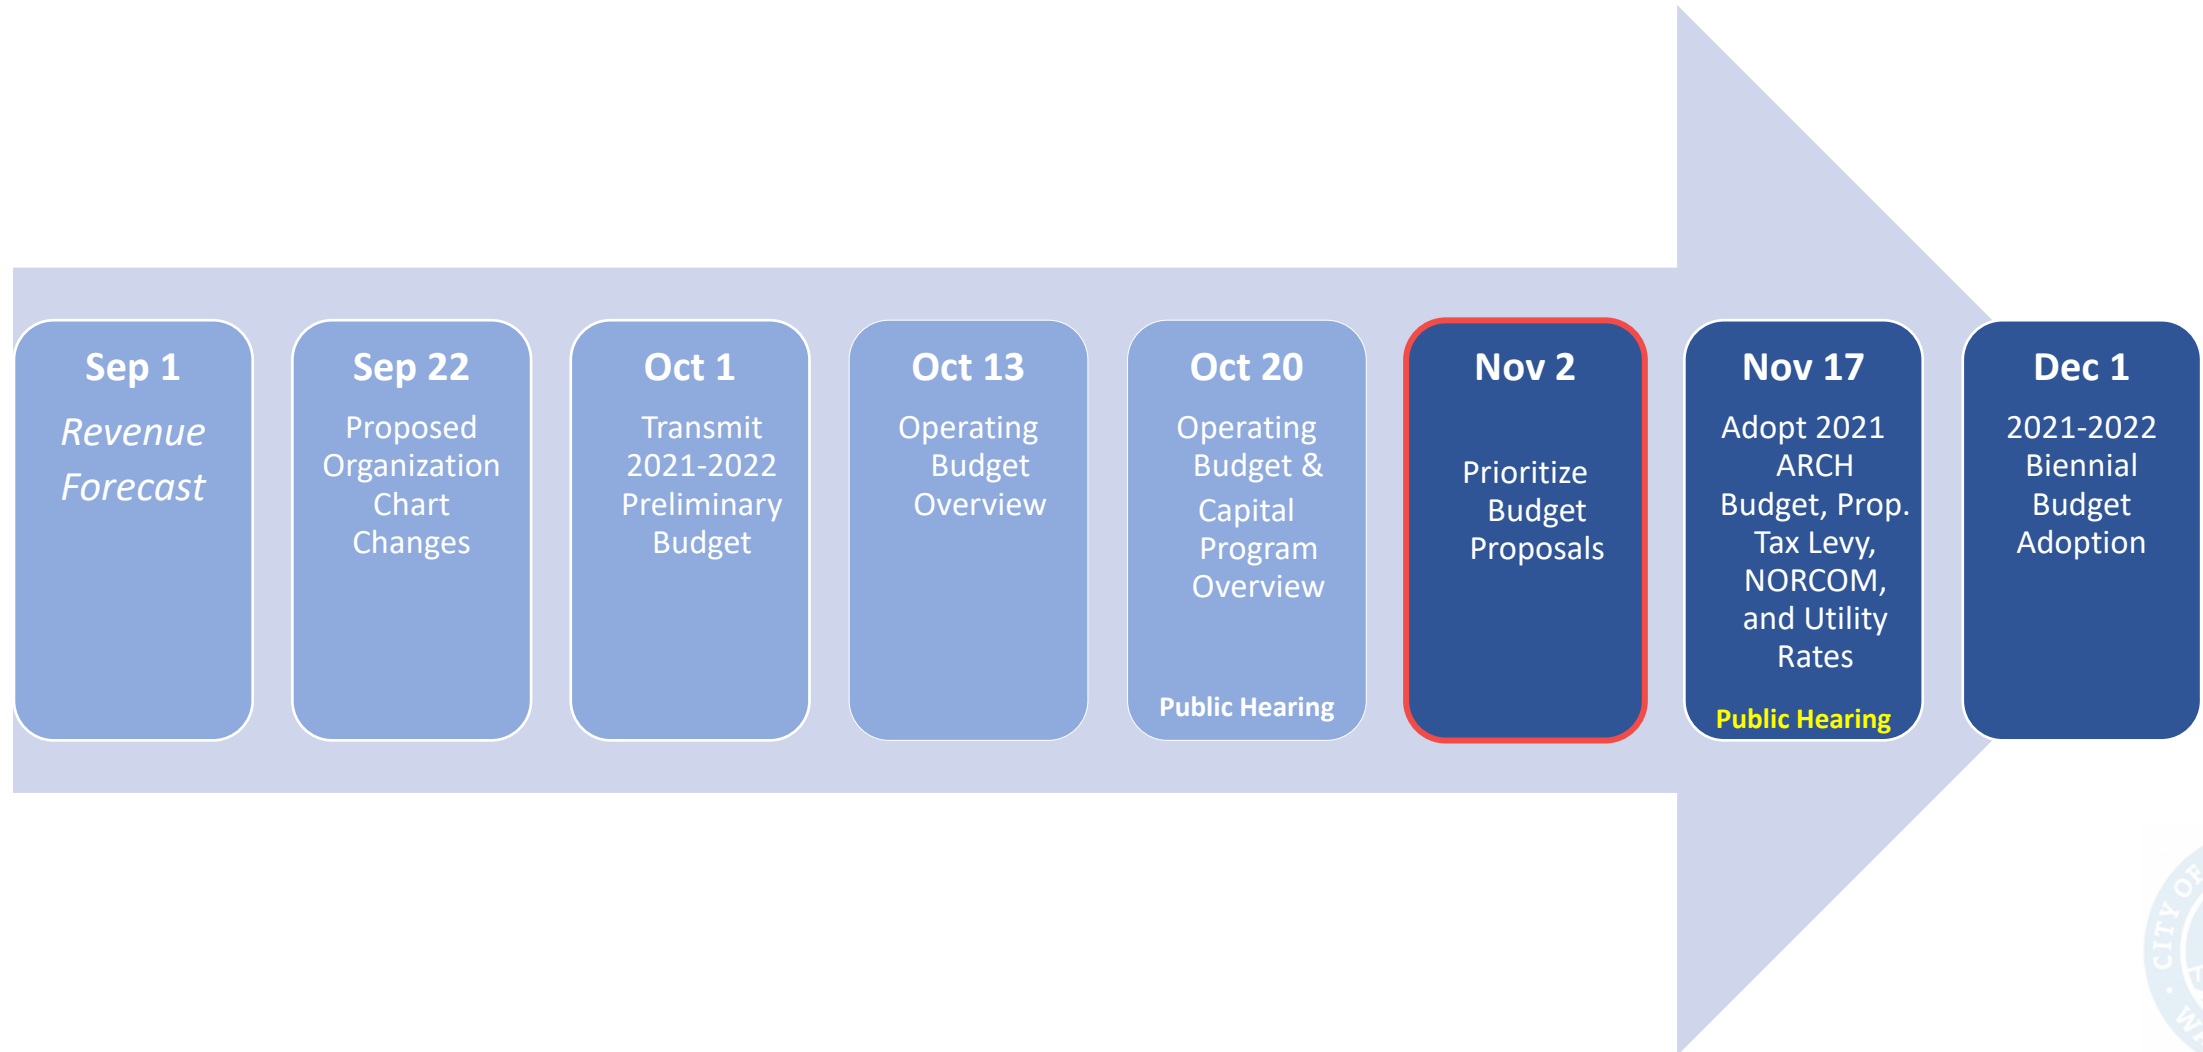 Sep 1
Revenue
Forecast
Sep 22
Proposed
Organization
Chart
Changes
Oct 1
Transmit
2021-2022
Preliminary
Budget
Oct 13
Operating
Budget
Overview
Oct 20
Operating
Budget &
Capital
Program
Overview
Public Hearing
Nov 2
Prioritize
Budget
Proposals
Nov 17
Adopt 2021
ARCH
Budget, Prop.
Tax Levy,
NORCOM,
and Utility
Rates
Public Hearing
Dec 1
2021-2022
Biennial
Budget
Adoption
CITY OF